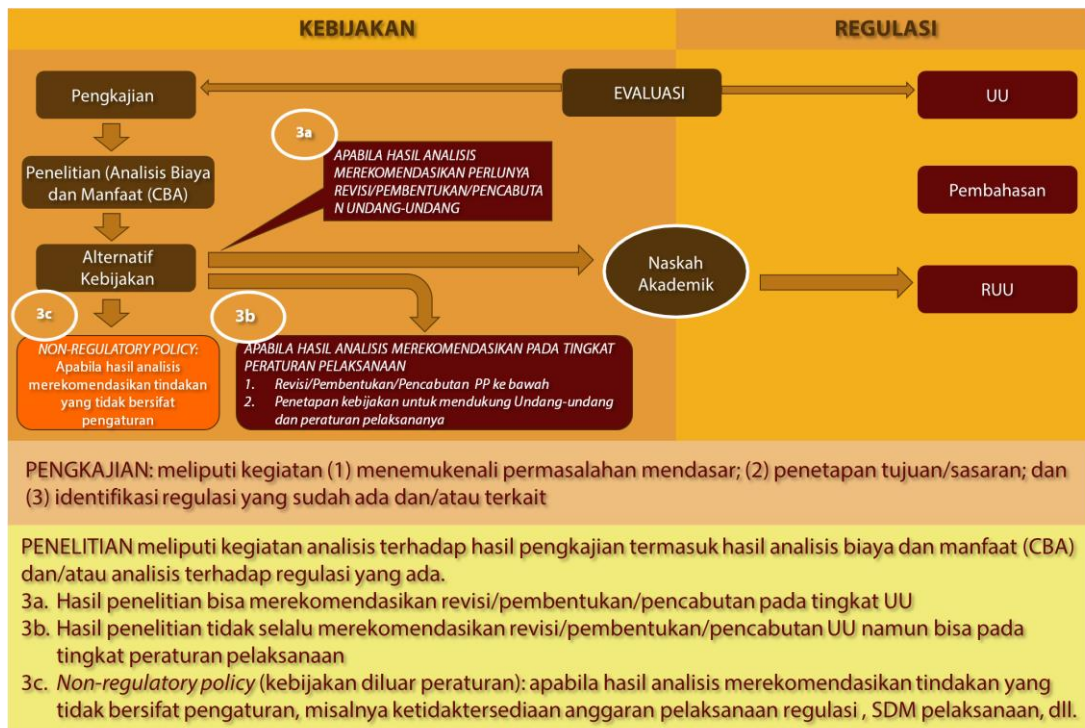 KEBIJAKAN
REGULASI
Pengkajian
EVALUASI
UU
3a
APABILA HASIL ANALISIS
MEREKOMENDASIKAN PERLUNYA
REVISI/PEMBENTUKAN/PENCABUTA
N UNDANG-UNDANG
Penelitian (Analisis Biaya
dan Manfaat (CBA)
Pembahasan
Alternatif
Kebijakan
Naskah
Akademik
RUU
3c
3b
NON-REGULATORY POLICY:
Apabila hasil analisis
merekomendasikan tindakan
yang tidak bersifat
pengaturan
APABILA HASIL ANALISIS MEREKOMENDASIKAN PADA TINGKAT
PERATURAN PELAKSANAAN
1. Revisi/Pembentukan/Pencabutan PP ke bawah
2. Penetapan kebijakan untuk mendukung Undang-undang
dan peraturan pelaksananya
PENGKAJIAN: meliputi kegiatan (1) menemukenali permasalahan mendasar; (2) penetapan tujuan/sasaran; dan
(3) identifikasi regulasi yang sudah ada dan/atau terkait
PENELITIAN meliputi kegiatan analisis terhadap hasil pengkajian termasuk hasil analisis biaya dan manfaat (CBA)
dan/atau analisis terhadap regulasi yang ada.
3a. Hasil penelitian bisa merekomendasikan revisi/pembentukan/pencabutan pada tingkat UU
3b. Hasil penelitian tidak selalu merekomendasikan revisi/pembentukan/pencabutan UU namun bisa pada
tingkat peraturan pelaksanaan
3c. Non-regulatory policy (kebijakan diluar peraturan): apabila hasil analisis merekomendasikan tindakan yang
tidak bersifat pengaturan, misalnya ketidaktersediaan anggaran pelaksanaan regulasi , SDM pelaksanaan, dll.